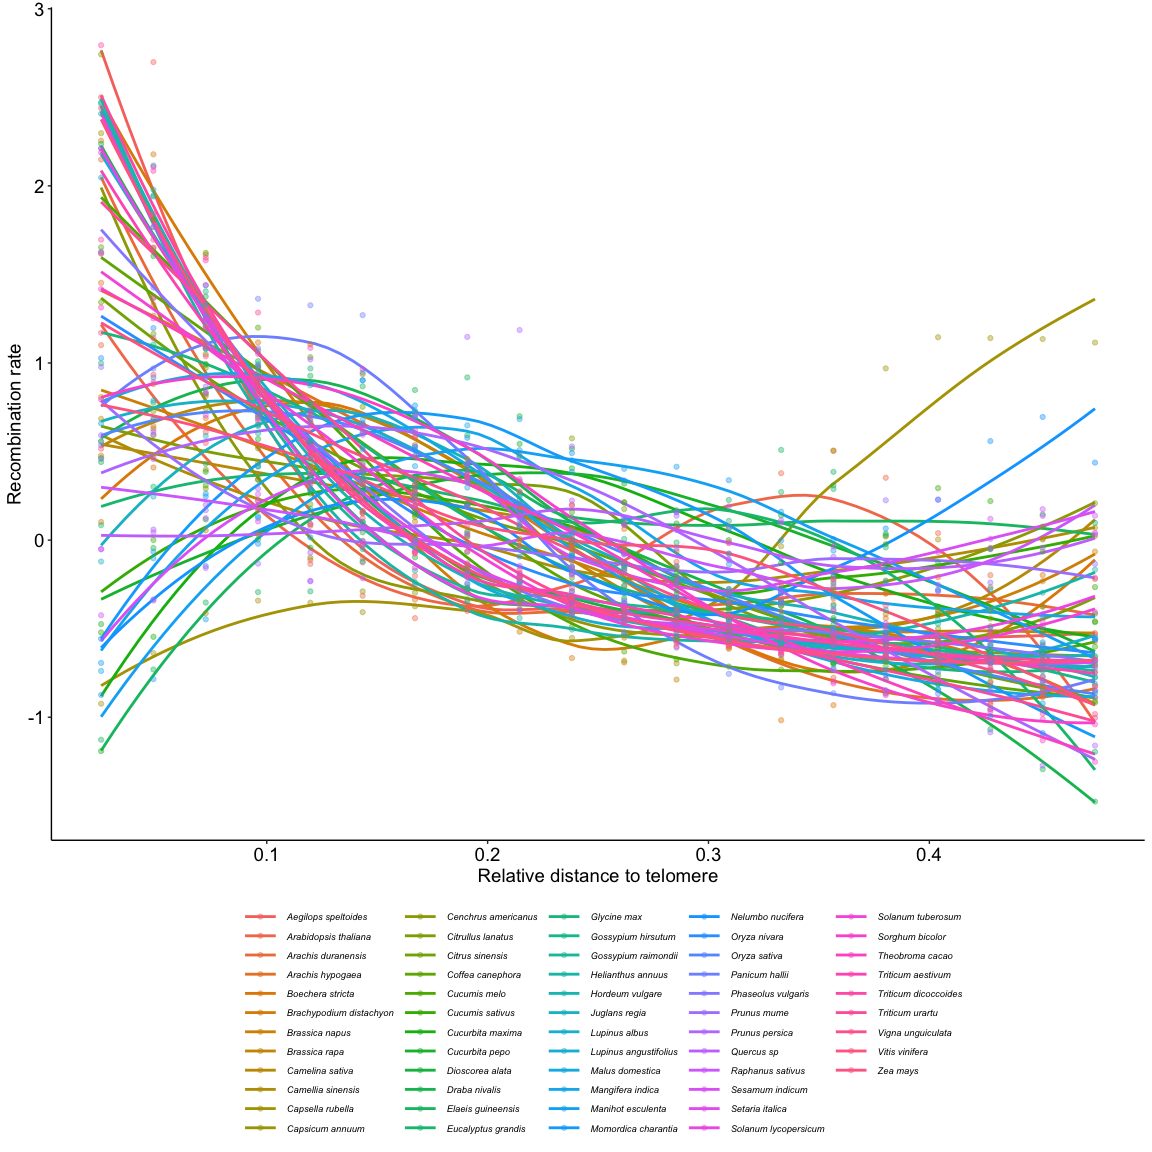 3
2
1
0
-1
Recombination rate
0.1 0.2 0.3 0.4
Relative distance to telomere
Aegilops speltoides Cenchrus americanus Glycine max Nelumbo nucifera Solanum tuberosum
Arabidopsis thaliana Citrullus lanatus Gossypium hirsutum Oryza nivara Sorghum bicolor
Arachis duranensis Citrus sinensis Gossypium raimondii Oryza sativa Theobroma cacao
Arachis hypogaea Coffea canephora Helianthus annuus Panicum hallii Triticum aestivum
Boechera stricta Cucumis melo Hordeum vulgare Phaseolus vulgaris Triticum dicoccoides
Brachypodium distachyon Cucumis sativus Juglans regia Prunus mume Triticum urartu
Brassica napus Cucurbita maxima Lupinus albus Prunus persica Vigna unguiculata
Brassica rapa Cucurbita pepo Lupinus angustifolius Quercus sp Vitis vinifera
Camelina sativa Dioscorea alata Malus domestica Raphanus sativus Zea mays
Camellia sinensis Draba nivalis Mangifera indica Sesamum indicum
Capsella rubella Elaeis guineensis Manihot esculenta Setaria italica
Capsicum annuum Eucalyptus grandis Momordica charantia Solanum lycopersicum